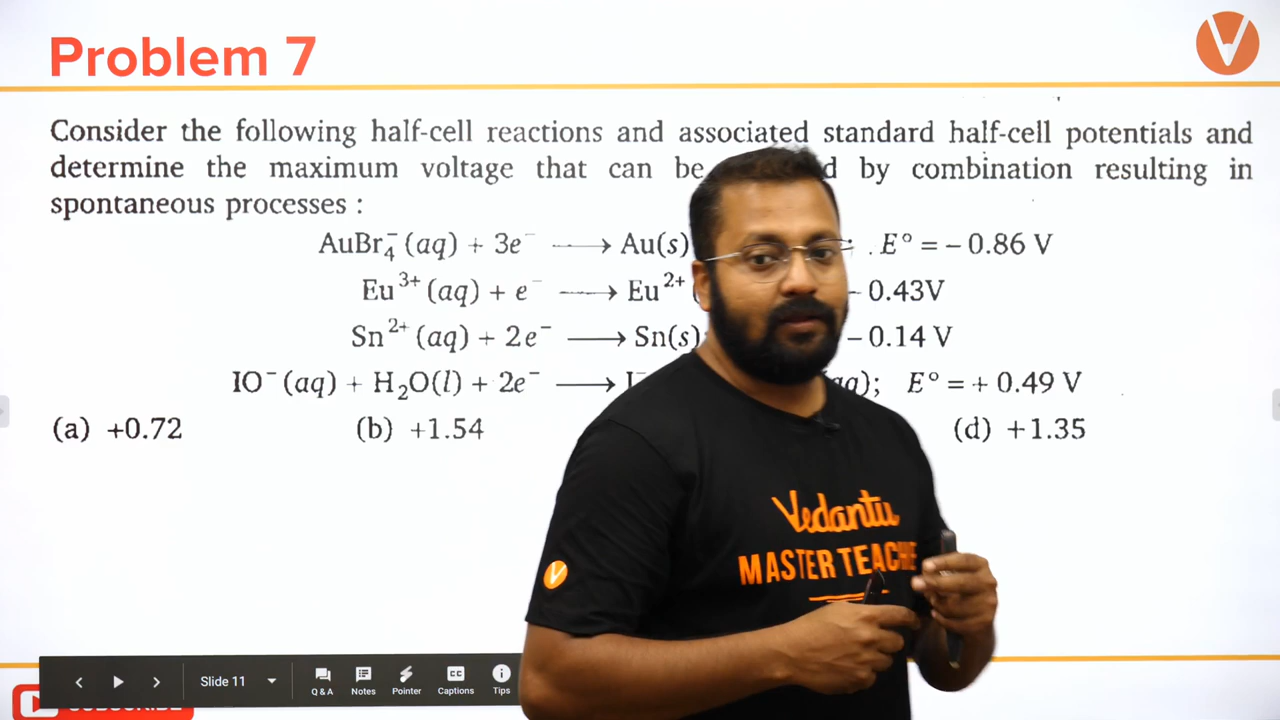 Problem 7
Consider the following half-cell reactions and associated standard half-cell potentials and
determine the maximum voltage that can be by combination resulting in
spontaneous processes :
AuBr₄⁻(aq) + 3e⁻ ⟶ Au(s) E° = – 0.86 V
Eu³⁺(aq) + e⁻ ⟶ Eu²⁺ – 0.43V
Sn²⁺(aq) + 2e⁻ ⟶ Sn(s) – 0.14 V
IO⁻(aq) + H₂O(l) + 2e⁻ ⟶ E° = + 0.49 V
(a) +0.72 (b) +1.54 (d) +1.35
Vedantu
MASTER TEACHE
Slide 11
Q & A Notes Pointer Captions Tips
SUBSCRIBE